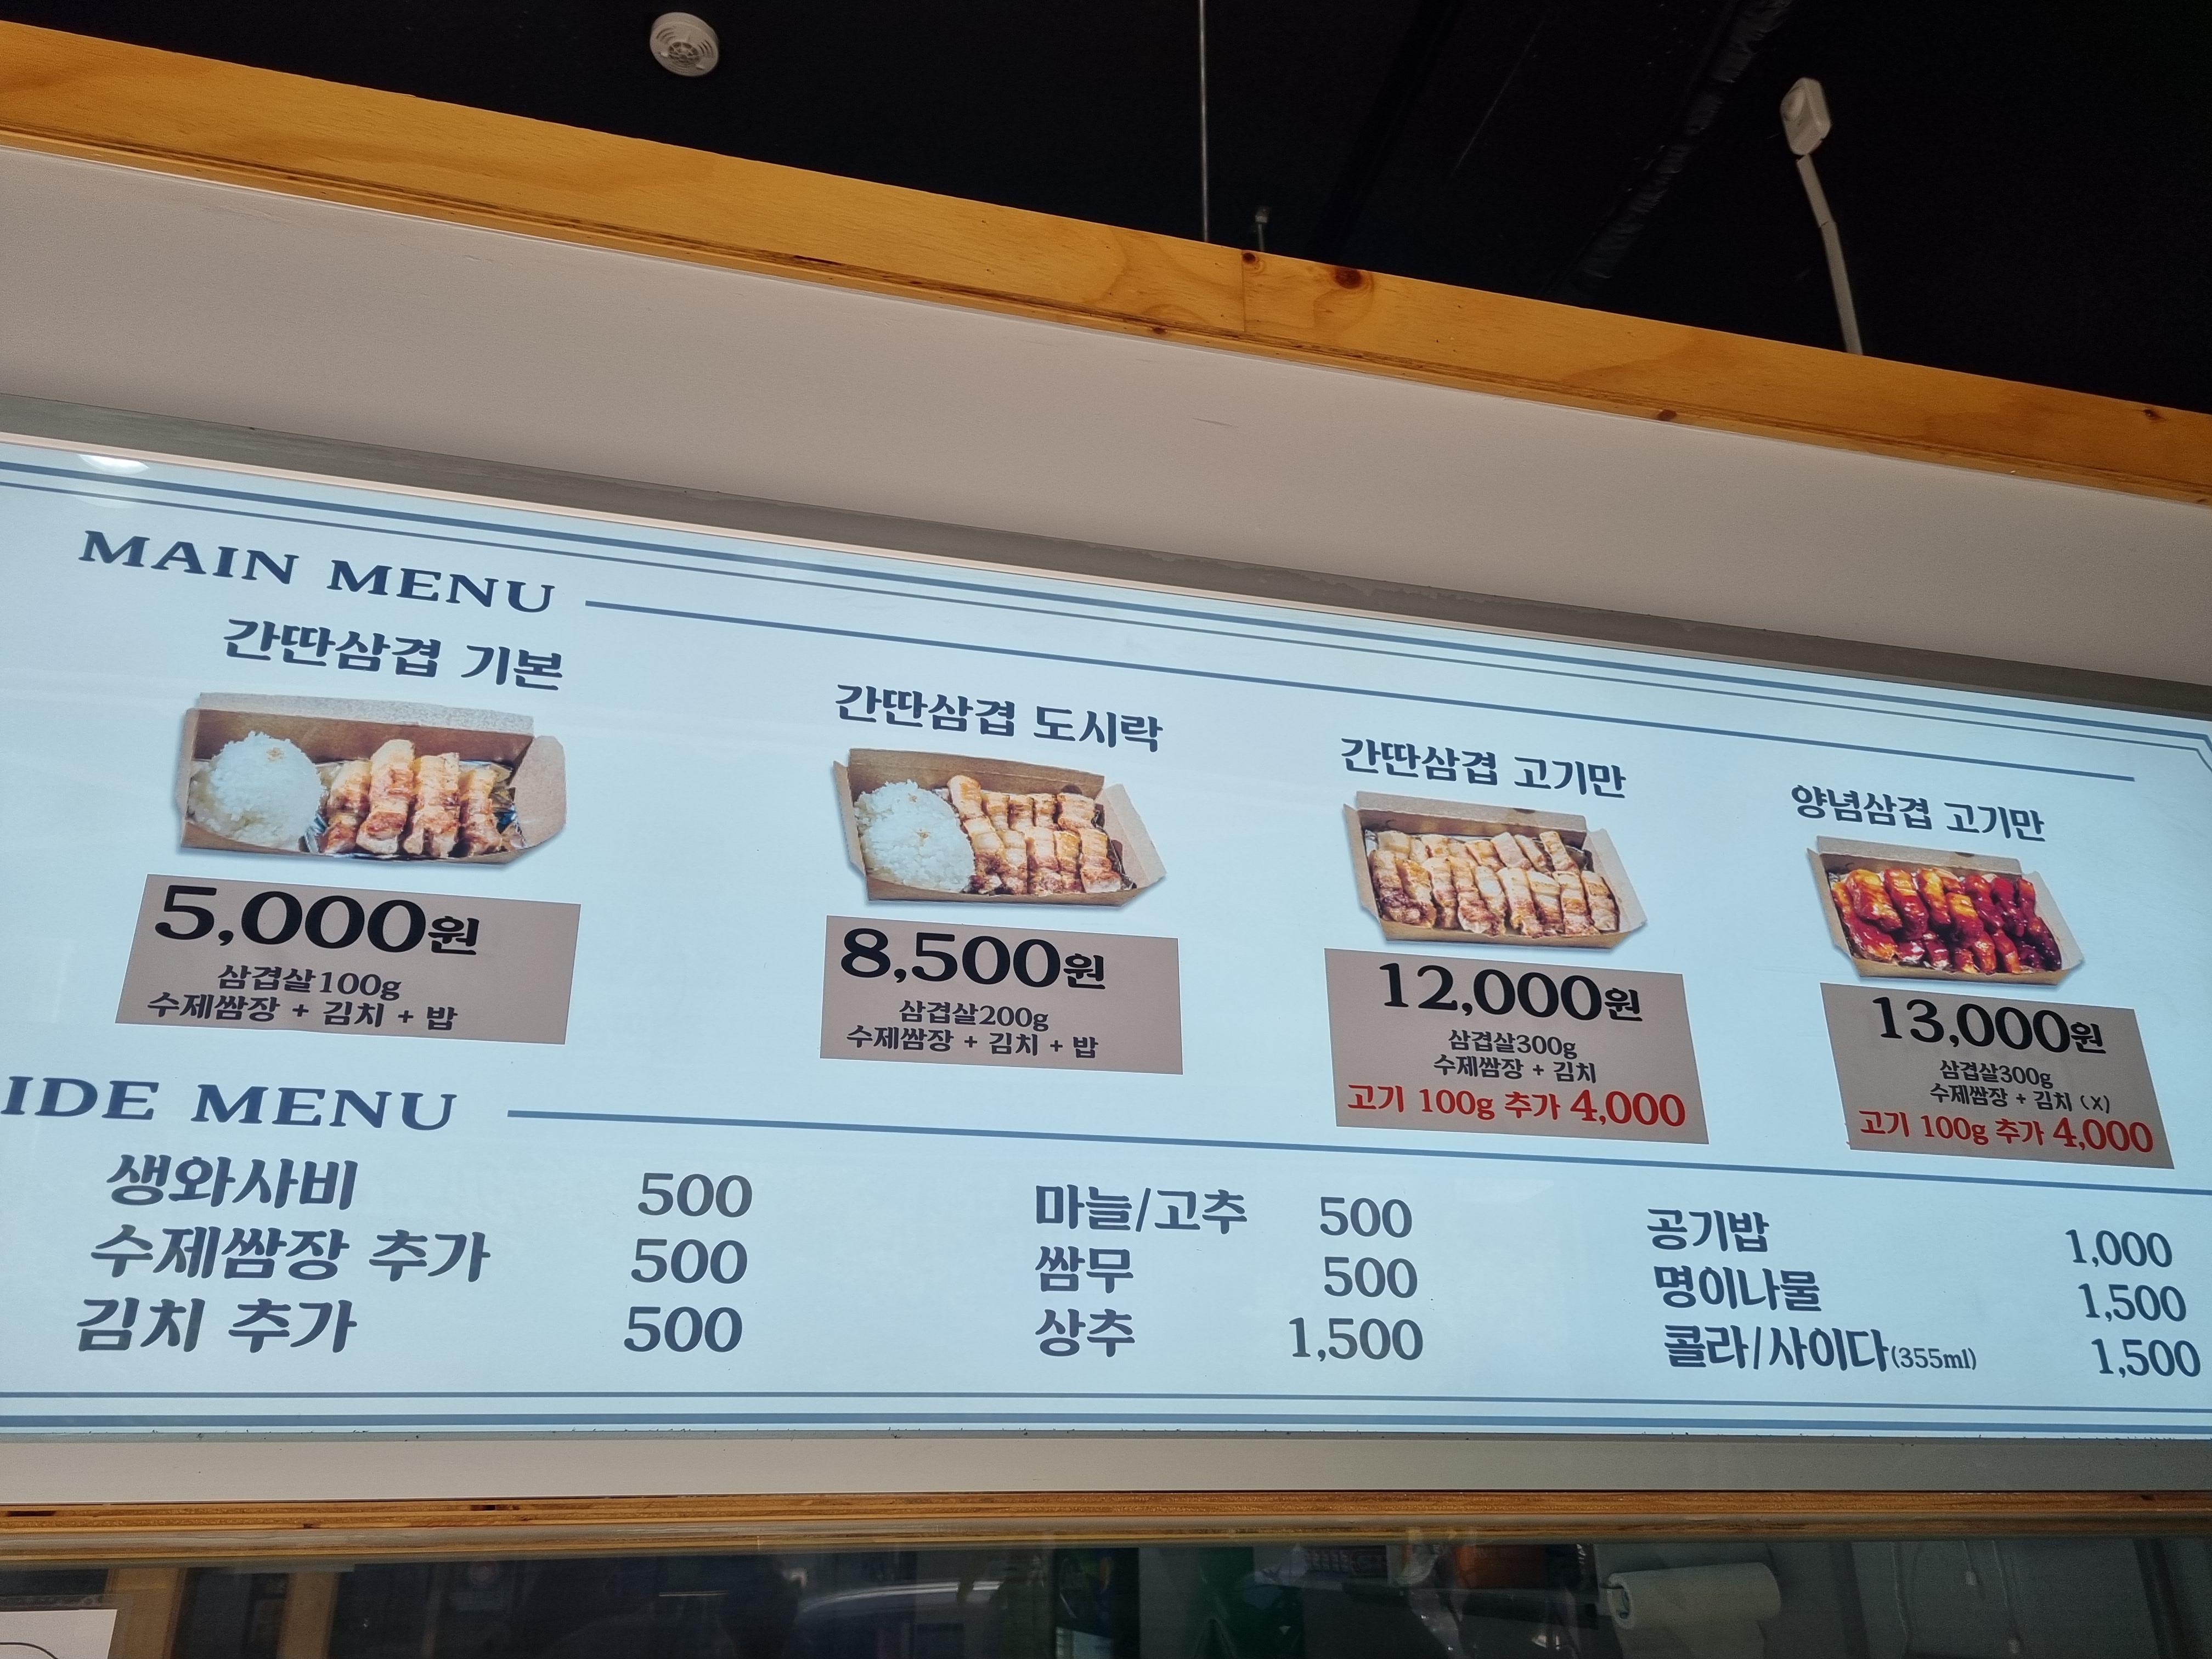 MAIN MENU
간딴삼겹 기본
5,000원
삼겹살100g
수제쌈장 + 김치 + 밥
간딴삼겹 도시락
8,500원
삼겹살200g
수제쌈장 + 김치 + 밥
간딴삼겹 고기만
12,000원
삼겹살300g
수제쌈장 + 김치
고기 100g 추가 4,000
양념삼겹 고기만
13,000원
삼겹살300g
수제쌈장 + 김치 (X)
고기 100g 추가 4,000
IDE MENU
생와사비 500
수제쌈장 추가 500
김치 추가 500
마늘/고추 500
쌈무 500
상추 1,500
공기밥 1,000
명이나물 1,500
콜라/사이다(355ml) 1,500